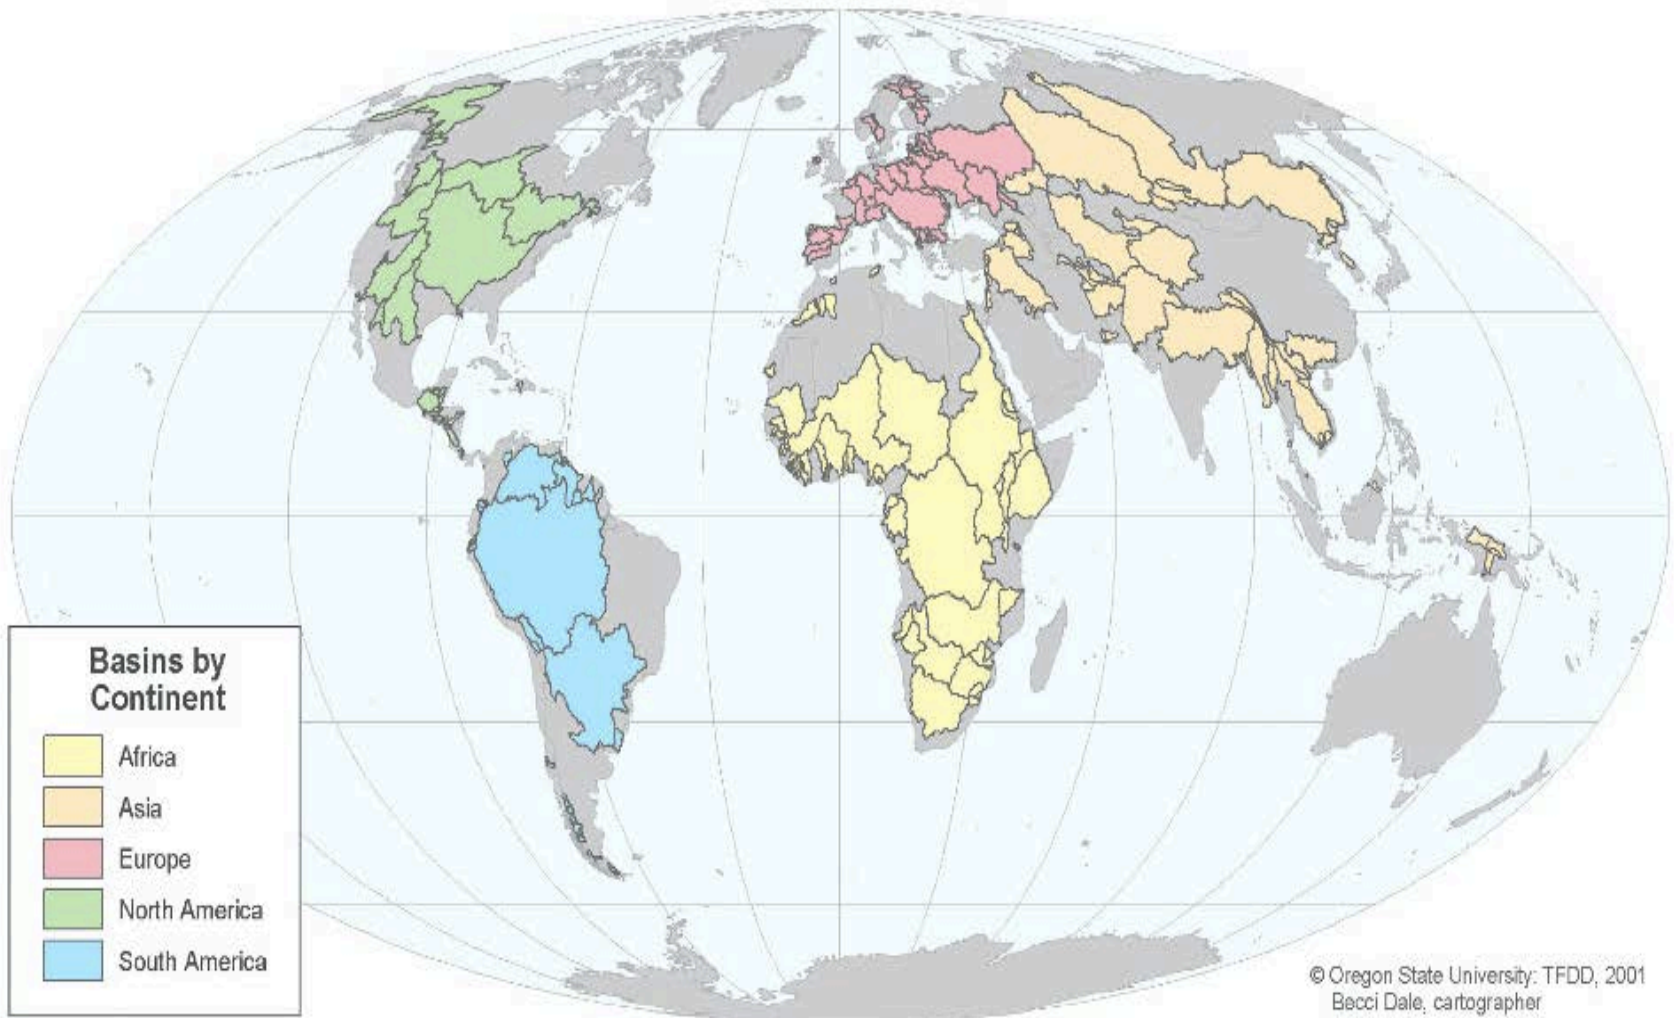 Basins by
Continent
Africa
Asia
Europe
North America
South America
© Oregon State University: TFDD, 2001
Becci Dale, cartographer